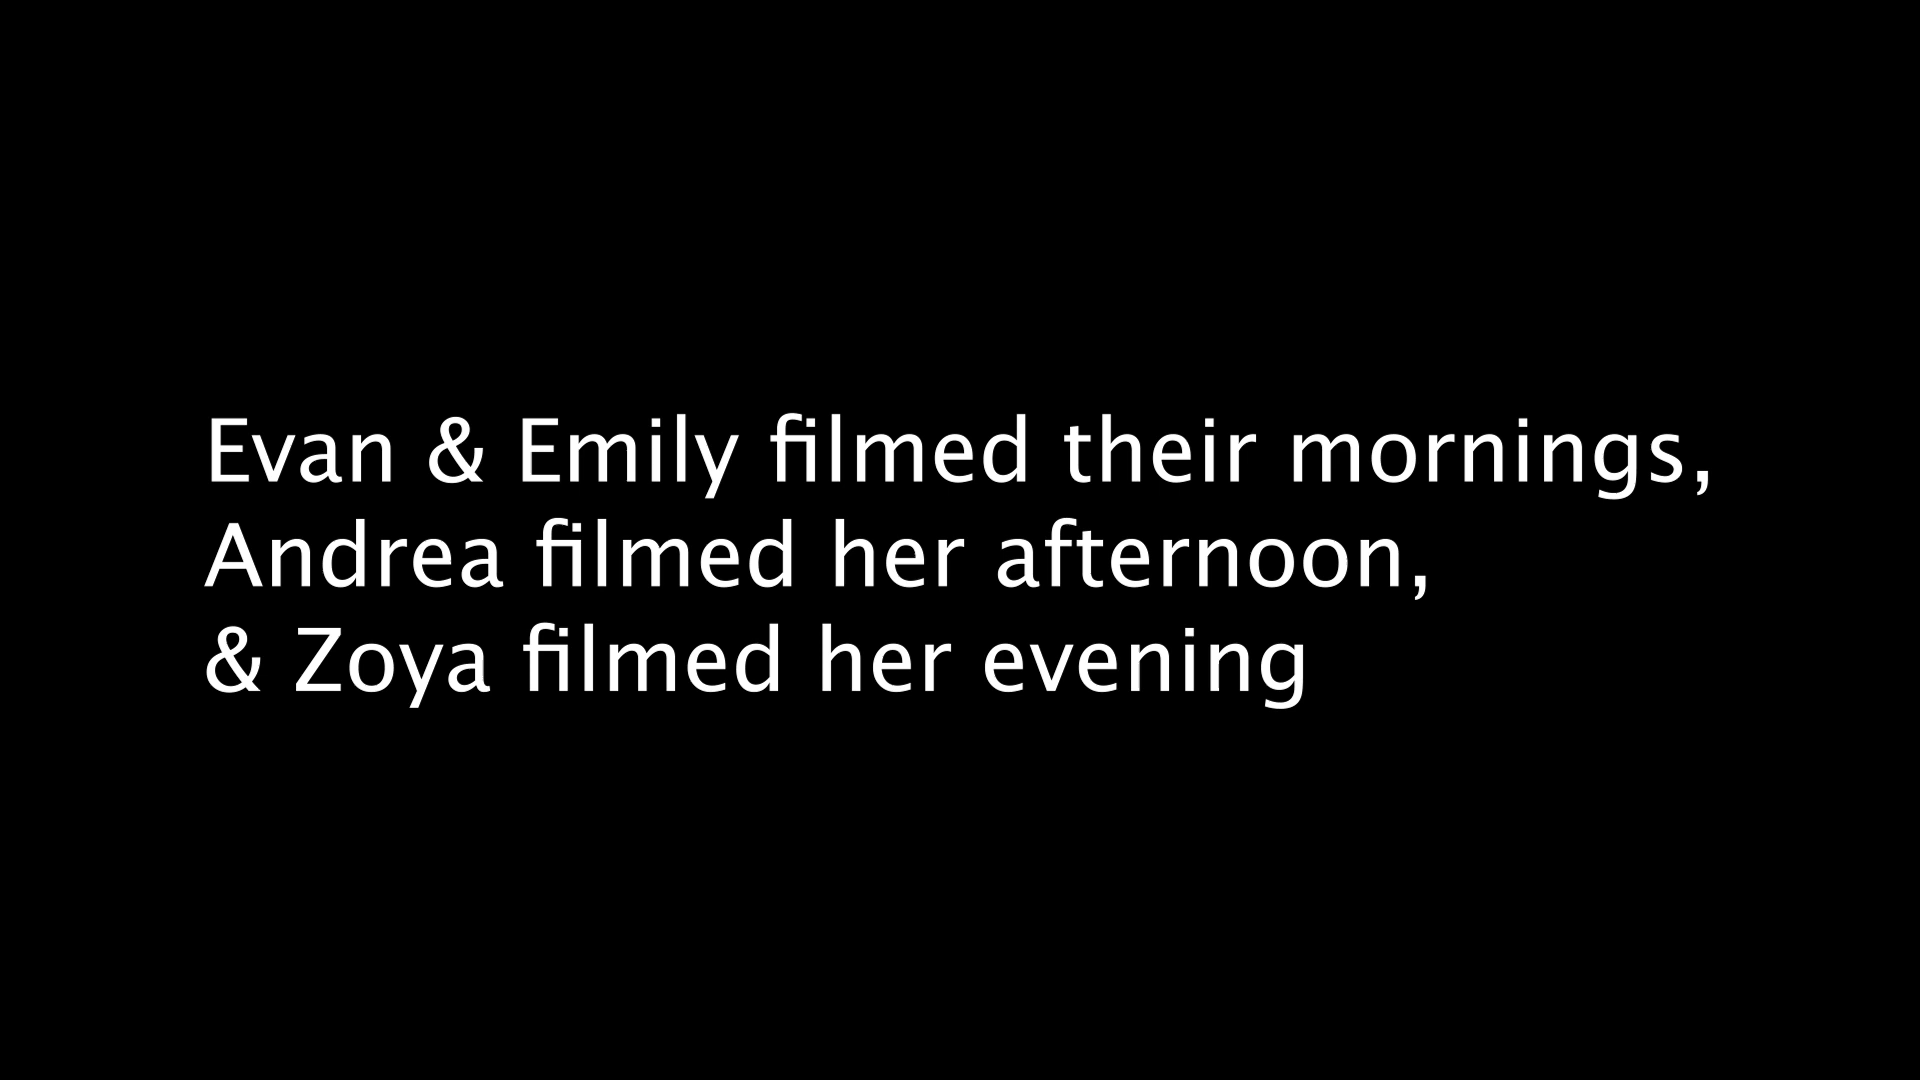 Evan & Emily filmed their mornings,
Andrea filmed her afternoon,
& Zoya filmed her evening